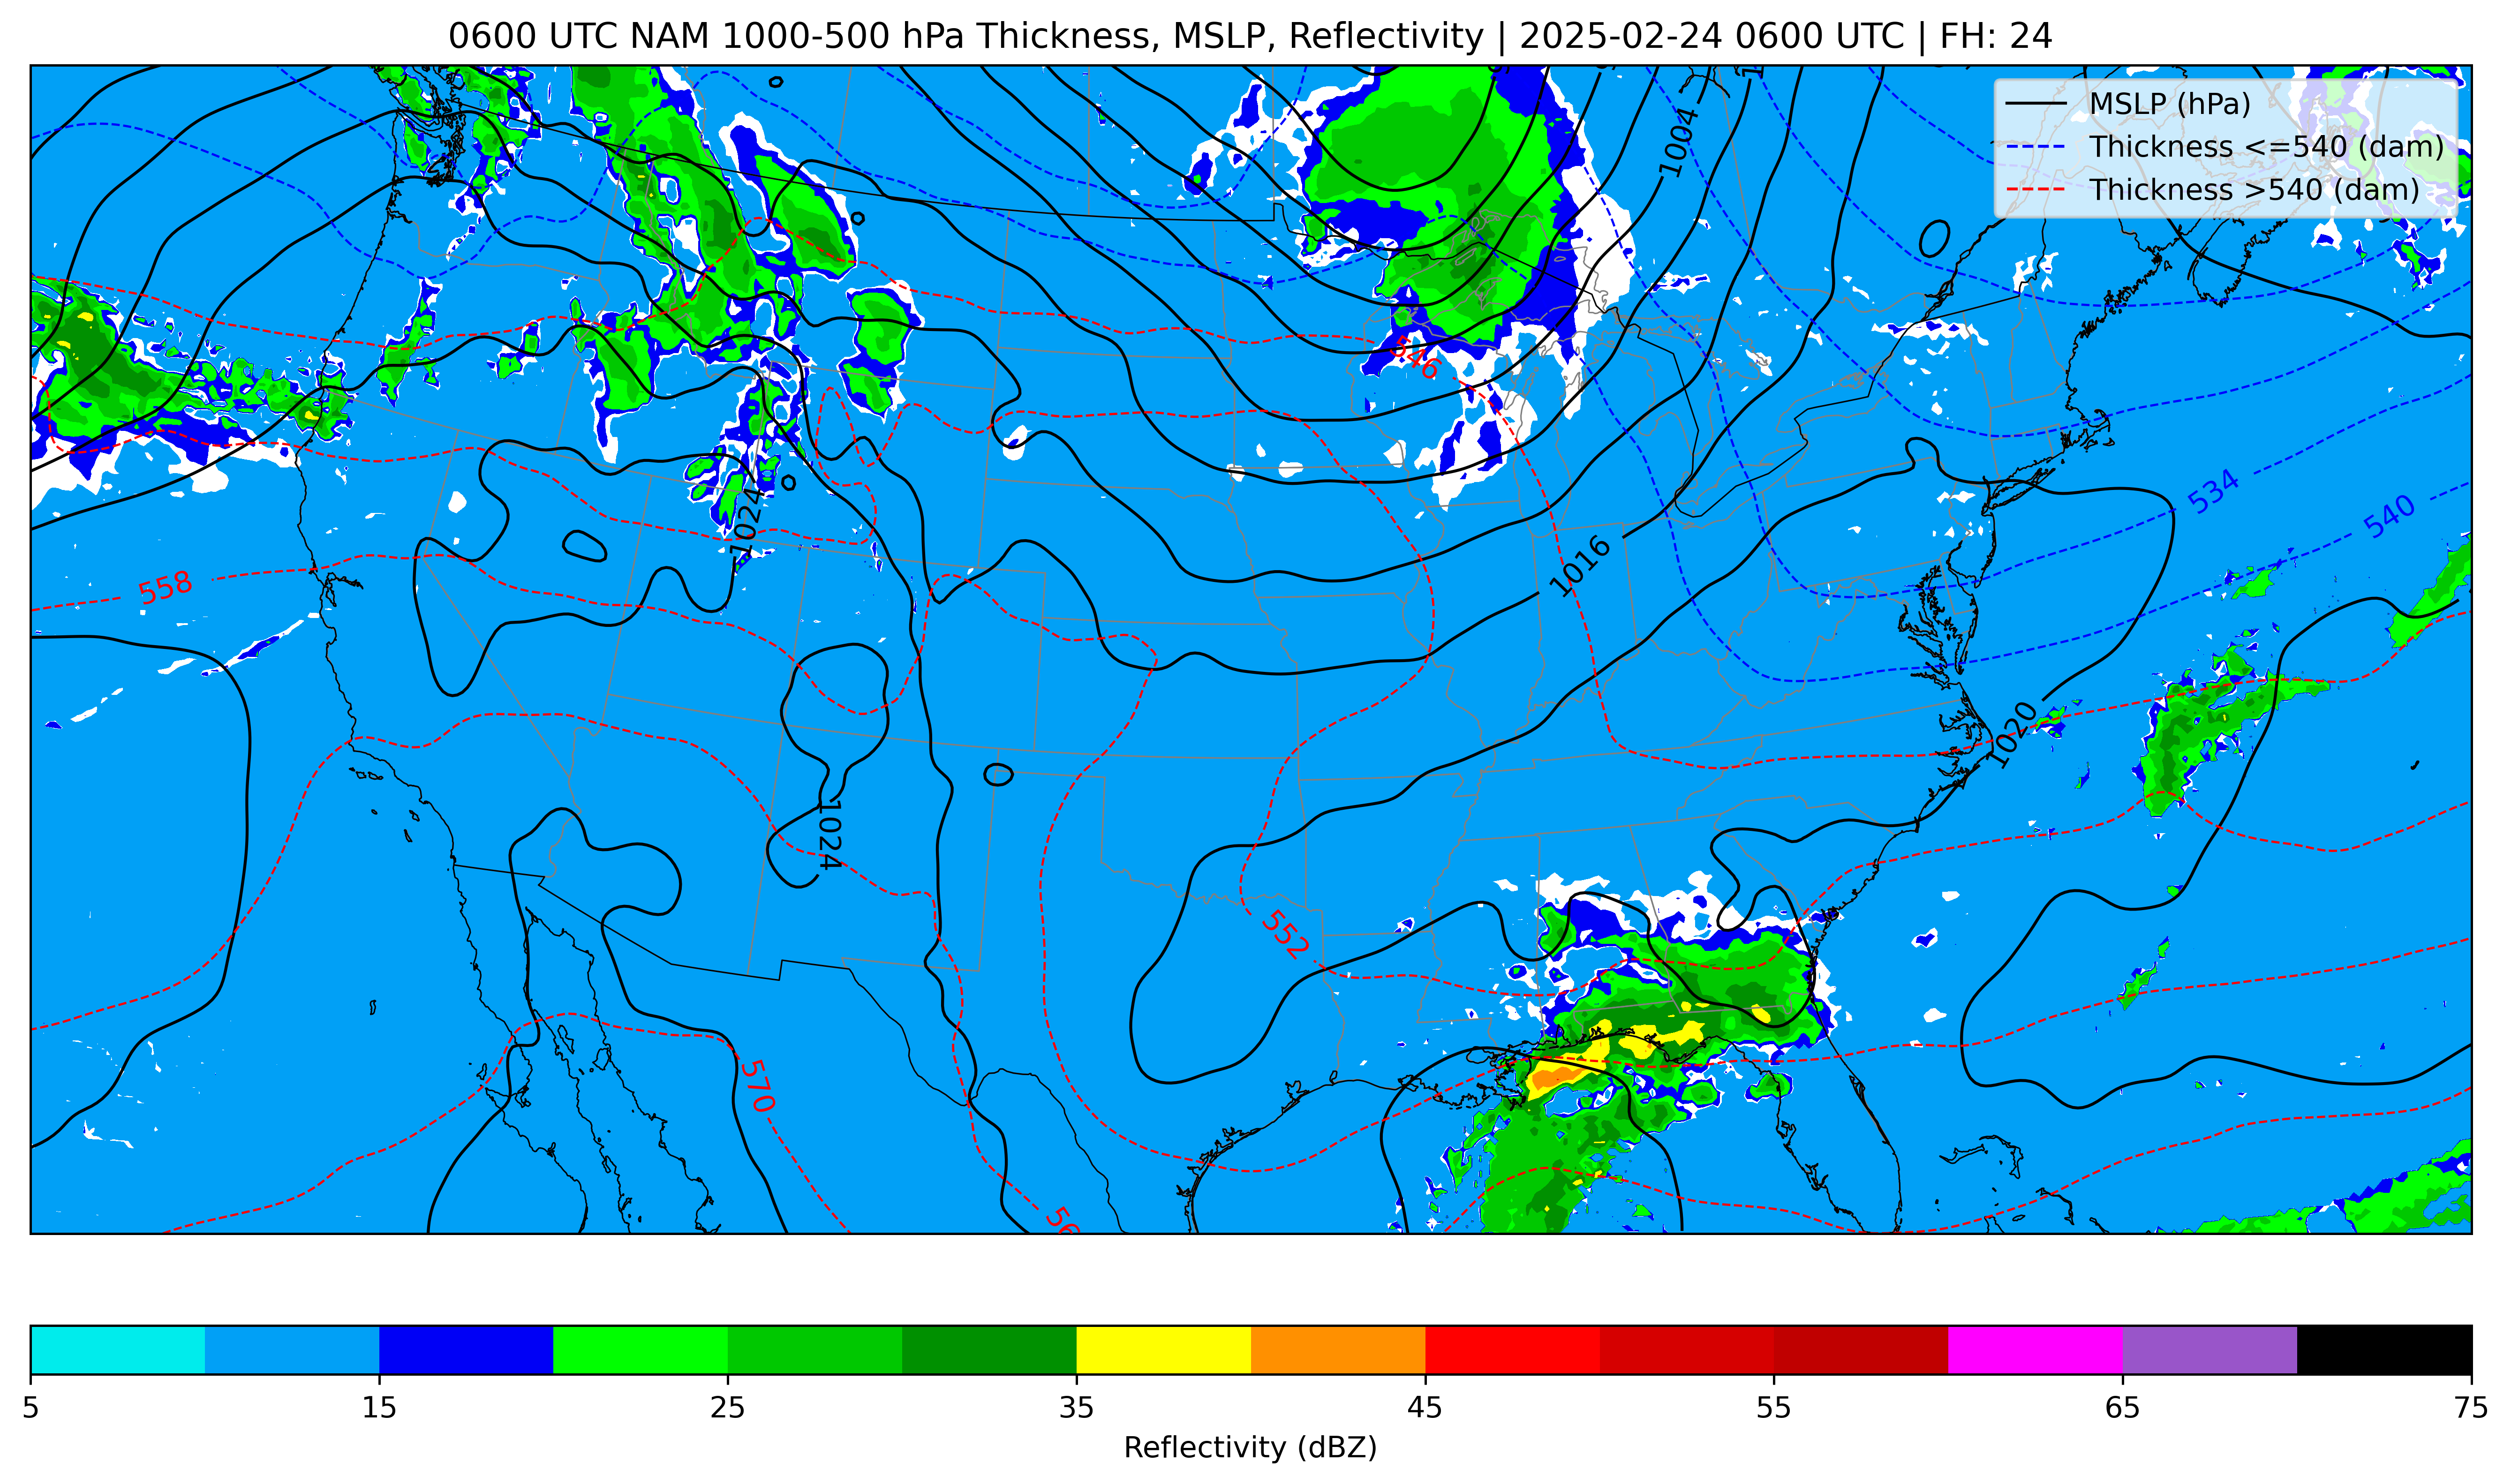 0600 UTC NAM 1000-500 hPa Thickness, MSLP, Reflectivity | 2025-02-24 0600 UTC | FH: 24
MSLP (hPa)
Thickness <=540 (dam)
Thickness >540 (dam)
1004
546
534
540
1024
1016
558
1020
1024
552
570
5 15 25 35 45 55 65 75
Reflectivity (dBZ)